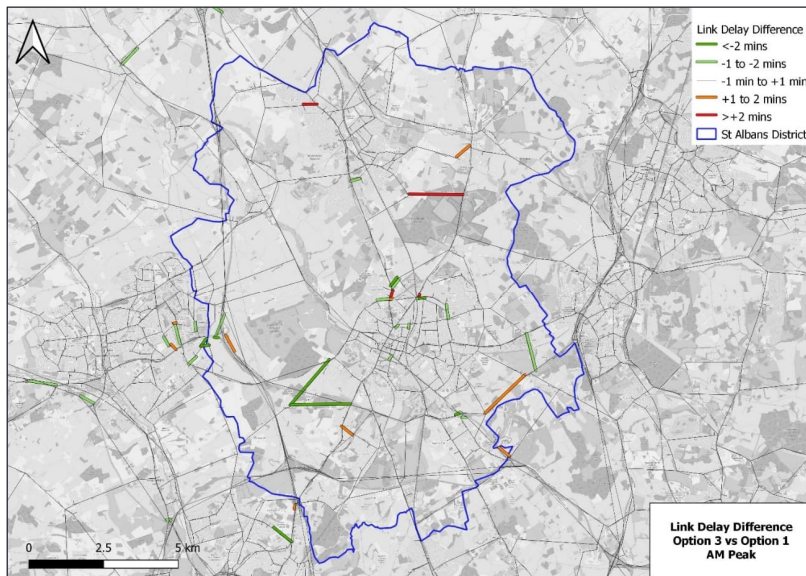 Link Delay Difference
<-2 mins
-1 to -2 mins
-1 min to +1 min
+1 to 2 mins
>+2 mins
St Albans District
0 2.5 5 km
Link Delay Difference
Option 3 vs Option 1
AM Peak